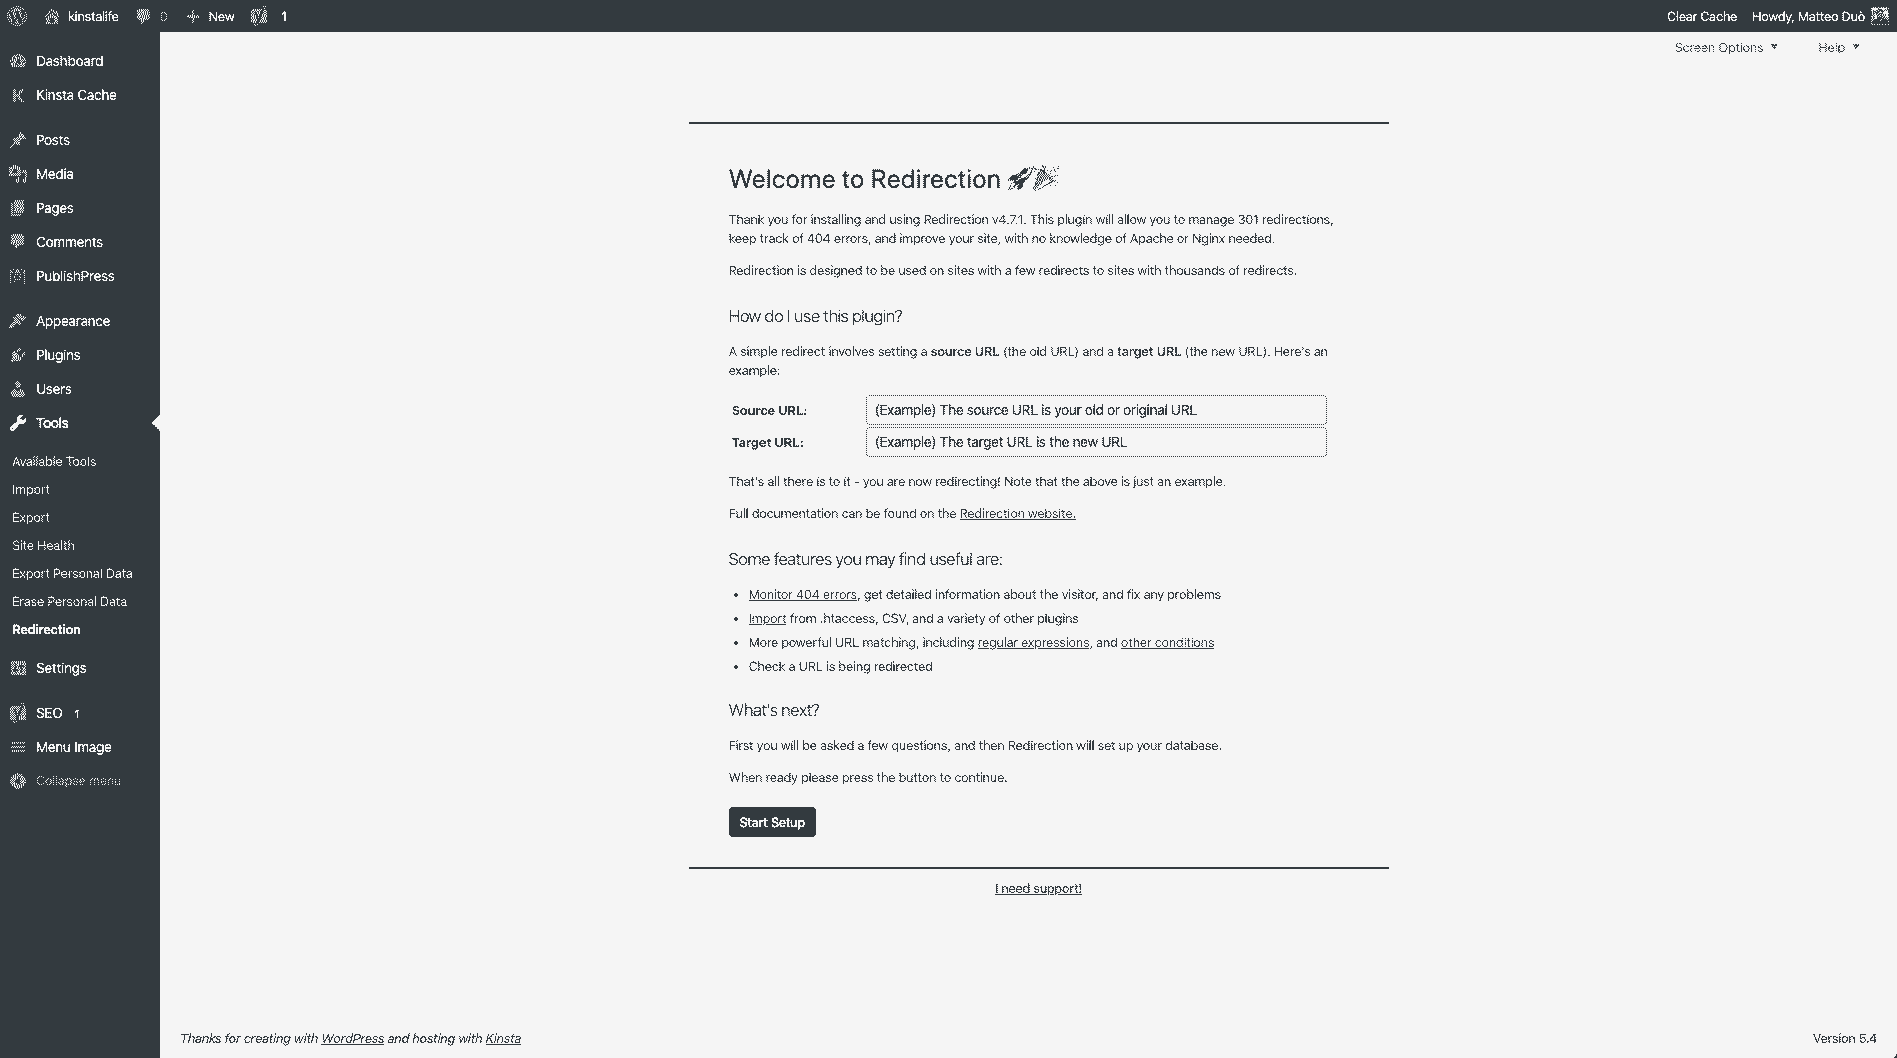 kinstalife 0 New 1 Clear Cache Howdy, Matteo Duò
Screen Options Help
Dashboard
Kinsta Cache
Posts
Media
Pages
Comments
PublishPress
Appearance
Plugins
Users
Tools
Available Tools
Import
Export
Site Health
Export Personal Data
Erase Personal Data
Redirection
Settings
SEO 1
Menu Image
Collapse menu
Welcome to Redirection
Thank you for installing and using Redirection v4.7.1. This plugin will allow you to manage 301 redirections,
keep track of 404 errors, and improve your site, with no knowledge of Apache or Nginx needed.
Redirection is designed to be used on sites with a few redirects to sites with thousands of redirects.
How do I use this plugin?
A simple redirect involves setting a source URL (the old URL) and a target URL (the new URL). Here's an
example:
Source URL: (Example) The source URL is your old or original URL
Target URL: (Example) The target URL is the new URL
That's all there is to it - you are now redirecting! Note that the above is just an example.
Full documentation can be found on the Redirection website.
Some features you may find useful are:
• Monitor 404 errors, get detailed information about the visitor, and fix any problems
• Import from .htaccess, CSV, and a variety of other plugins
• More powerful URL matching, including regular expressions, and other conditions
• Check a URL is being redirected
What's next?
First you will be asked a few questions, and then Redirection will set up your database.
When ready please press the button to continue.
Start Setup
I need support!
Thanks for creating with WordPress and hosting with Kinsta Version 5.4